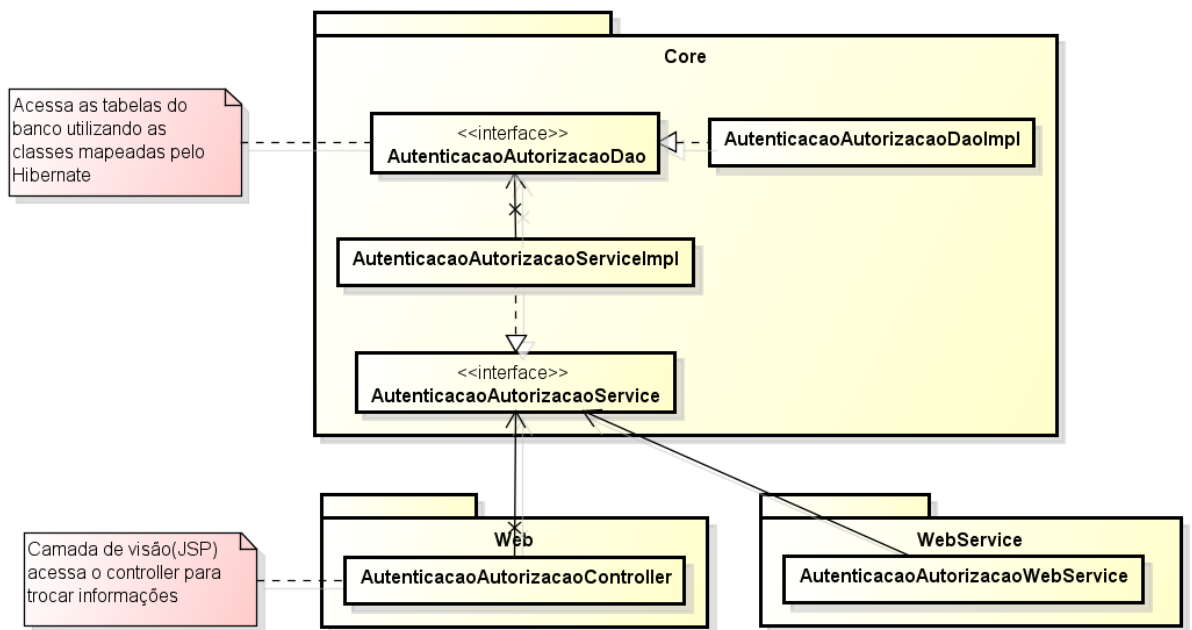 Core
Acessa as tabelas do
banco utilizando as
classes mapeadas pelo
Hibernate
<<interface>>
AutenticacaoAutorizacaoDao
AutenticacaoAutorizacaoDaoImpl
AutenticacaoAutorizacaoServiceImpl
<<interface>>
AutenticacãoAutorizacaoService
Web
WebService
Camada de visão(JSP)
acessa o controller para
trocar informações
AutenticacaoAutorizacaoController
AutenticacaoAutorizacaoWebService